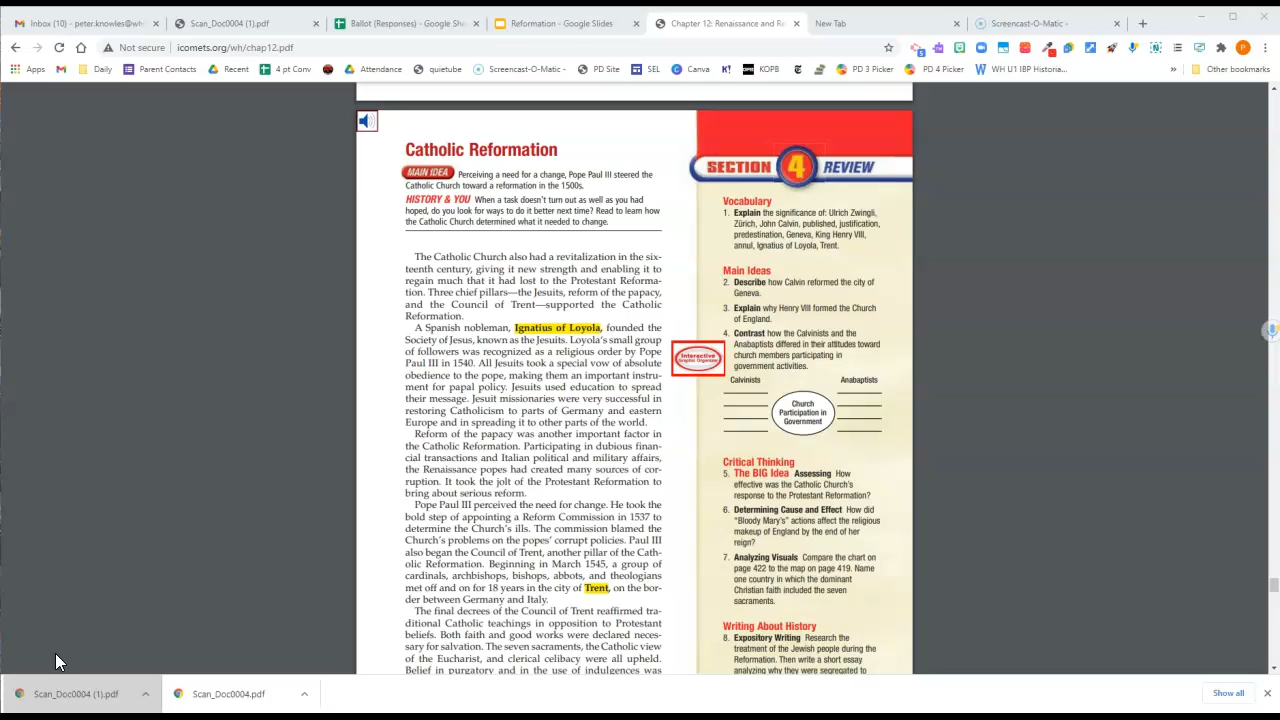 Inbox (10) - peter.knowles@whi
Scan_Doc0004 (1).pdf
Ballot (Responses) - Google She
Reformation - Google Slides
Chapter 12: Renaissance and Re
New Tab
Screencast-O-Matic -
Not secure | icomets.org/wh/chap12.pdf
Apps
Daily
Parent Contacts
Recent
4 pt Conv
Attendance
quietube
Screencast-O-Matic -
PD Site
SEL
Canva
KOPB
PD 3 Picker
PD 4 Picker
WH U1 IBP Historia...
Other bookmarks
Catholic Reformation
MAIN IDEA Perceiving a need for a change, Pope Paul III steered the
Catholic Church toward a reformation in the 1500s.
HISTORY & YOU When a task doesn't turn out as well as you had
hoped, do you look for ways to do it better next time? Read to learn how
the Catholic Church determined what it needed to change.
The Catholic Church also had a revitalization in the six-
teenth century, giving it new strength and enabling it to
regain much that it had lost to the Protestant Reforma-
tion. Three chief pillars—the Jesuits, reform of the papacy,
and the Council of Trent—supported the Catholic
Reformation.
A Spanish nobleman, Ignatius of Loyola, founded the
Society of Jesus, known as the Jesuits. Loyola's small group
of followers was recognized as a religious order by Pope
Paul III in 1540. All Jesuits took a special vow of absolute
obedience to the pope, making them an important instru-
ment for papal policy. Jesuits used education to spread
their message. Jesuit missionaries were very successful in
restoring Catholicism to parts of Germany and eastern
Europe and in spreading it to other parts of the world.
Reform of the papacy was another important factor in
the Catholic Reformation. Participating in dubious finan-
cial transactions and Italian political and military affairs,
the Renaissance popes had created many sources of cor-
ruption. It took the jolt of the Protestant Reformation to
bring about serious reform.
Pope Paul III perceived the need for change. He took the
bold step of appointing a Reform Commission in 1537 to
determine the Church's ills. The commission blamed the
Church's problems on the popes' corrupt policies. Paul III
also began the Council of Trent, another pillar of the Cath-
olic Reformation. Beginning in March 1545, a group of
cardinals, archbishops, bishops, abbots, and theologians
met off and on for 18 years in the city of Trent, on the bor-
der between Germany and Italy.
The final decrees of the Council of Trent reaffirmed tra-
ditional Catholic teachings in opposition to Protestant
beliefs. Both faith and good works were declared neces-
sary for salvation. The seven sacraments, the Catholic view
of the Eucharist, and clerical celibacy were all upheld.
Belief in purgatory and in the use of indulgences was
SECTION 4 REVIEW
Vocabulary
1. Explain the significance of: Ulrich Zwingli,
Zürich, John Calvin, published, justification,
predestination, Geneva, King Henry VIII,
annul, Ignatius of Loyola, Trent.
Main Ideas
2. Describe how Calvin reformed the city of
Geneva.
3. Explain why Henry VIII formed the Church
of England.
4. Contrast how the Calvinists and the
Anabaptists differed in their attitudes toward
church members participating in
government activities.
Interactive
Graphic Organizer
Calvinists
Anabaptists
Church
Participation in
Government
Critical Thinking
5. The BIG Idea Assessing How
effective was the Catholic Church's
response to the Protestant Reformation?
6. Determining Cause and Effect How did
"Bloody Mary's" actions affect the religious
makeup of England by the end of her
reign?
7. Analyzing Visuals Compare the chart on
page 422 to the map on page 419. Name
one country in which the dominant
Christian faith included the seven
sacraments.
Writing About History
8. Expository Writing Research the
treatment of the Jewish people during the
Reformation. Then write a short essay
analyzing why they were segregated to
Scan_Doc0004 (1).pdf
Scan_Doc0004.pdf
Show all